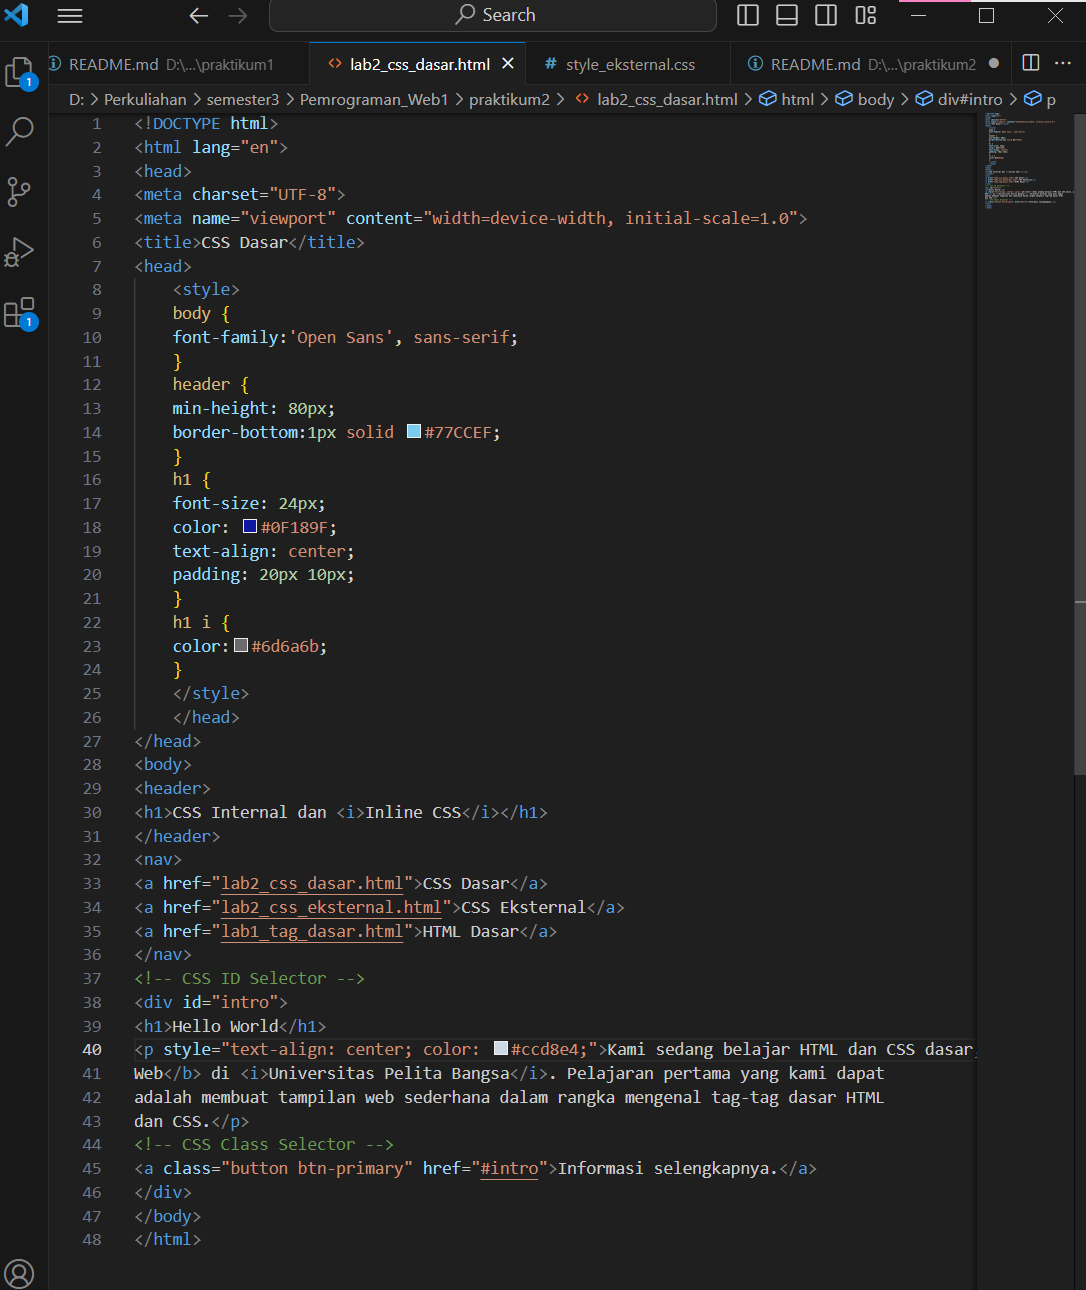 Search
README.md D:\...\praktikum1
lab2_css_dasar.html
style_eksternal.css
README.md D:\...\praktikum2
D: > Perkuliahan > semester3 > Pemrograman_Web1 > praktikum2 > lab2_css_dasar.html > html > body > div#intro > p
1 <!DOCTYPE html>
2 <html lang="en">
3 <head>
4 <meta charset="UTF-8">
5 <meta name="viewport" content="width=device-width, initial-scale=1.0">
6 <title>CSS Dasar</title>
7 <head>
8 <style>
9 body {
10 font-family:'Open Sans', sans-serif;
11 }
12 header {
13 min-height: 80px;
14 border-bottom:1px solid #77CCEF;
15 }
16 h1 {
17 font-size: 24px;
18 color: #0F189F;
19 text-align: center;
20 padding: 20px 10px;
21 }
22 h1 i {
23 color:#6d6a6b;
24 }
25 </style>
26 </head>
27 </head>
28 <body>
29 <header>
30 <h1>CSS Internal dan <i>Inline CSS</i></h1>
31 </header>
32 <nav>
33 <a href="lab2_css_dasar.html">CSS Dasar</a>
34 <a href="lab2_css_eksternal.html">CSS Eksternal</a>
35 <a href="lab1_tag_dasar.html">HTML Dasar</a>
36 </nav>
37 <!-- CSS ID Selector -->
38 <div id="intro">
39 <h1>Hello World</h1>
40 <p style="text-align: center; color: #ccd8e4;">Kami sedang belajar HTML dan CSS dasar
41 Web</b> di <i>Universitas Pelita Bangsa</i>. Pelajaran pertama yang kami dapat
42 adalah membuat tampilan web sederhana dalam rangka mengenal tag-tag dasar HTML
43 dan CSS.</p>
44 <!-- CSS Class Selector -->
45 <a class="button btn-primary" href="#intro">Informasi selengkapnya.</a>
46 </div>
47 </body>
48 </html>
1
1